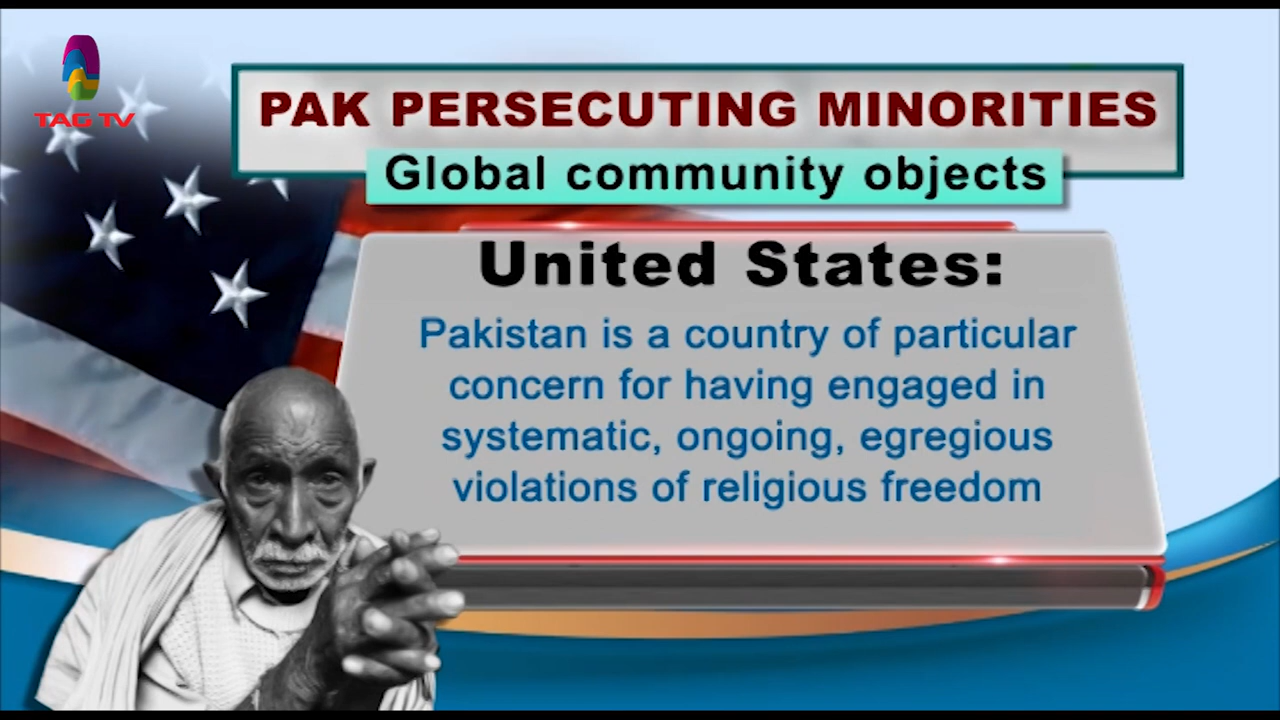 TAG TV
PAK PERSECUTING MINORITIES
Global community objects
United States:
Pakistan is a country of particular
concern for having engaged in
systematic, ongoing, egregious
violations of religious freedom